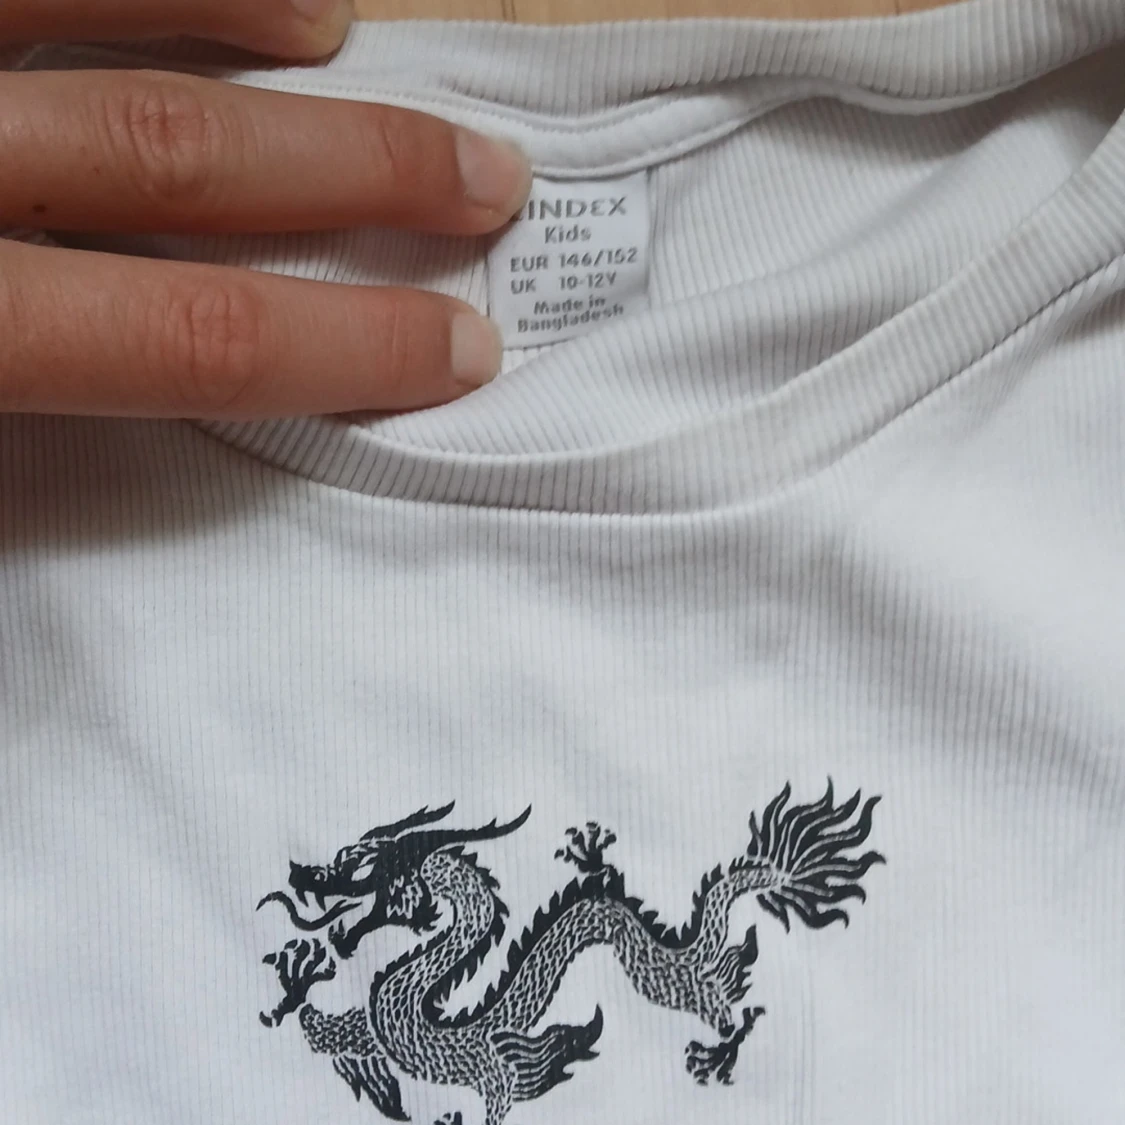 LINDEX
Kids
EUR 146/152
UK 10-12Y
Made in
Bangladesh